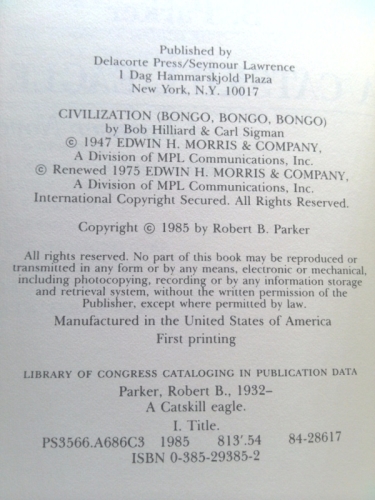 Published by
Delacorte Press/Seymour Lawrence
1 Dag Hammarskjold Plaza
New York, N.Y. 10017
CIVILIZATION (BONGO, BONGO, BONGO)
by Bob Hilliard & Carl Sigman
© 1947 EDWIN H. MORRIS & COMPANY,
A Division of MPL Communications, Inc.
© Renewed 1975 EDWIN H. MORRIS & COMPANY,
A Division of MPL Communications, Inc.
International Copyright Secured. All Rights Reserved.
Copyright © 1985 by Robert B. Parker
All rights reserved. No part of this book may be reproduced or
transmitted in any form or by any means, electronic or mechanical,
including photocopying, recording or by any information storage
and retrieval system, without the written permission of the
Publisher, except where permitted by law.
Manufactured in the United States of America
First printing
LIBRARY OF CONGRESS CATALOGING IN PUBLICATION DATA
Parker, Robert B., 1932–
A Catskill eagle.
I. Title.
PS3566.A686C3 1985 813'.54 84-28617
ISBN 0-385-29385-2